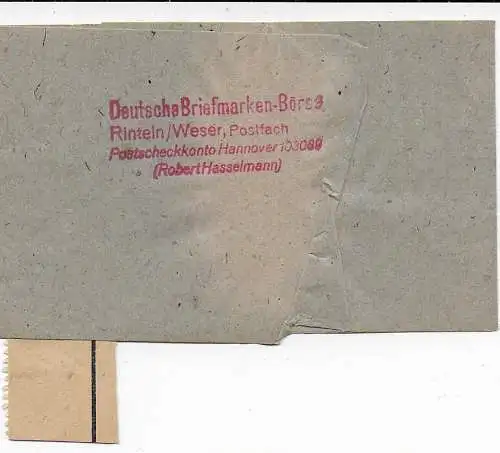 Deutsche Briefmarken-Börse
Rinteln/Weser, Postfach
Postscheckkonto Hannover 103089
(Robert Hasselmann)